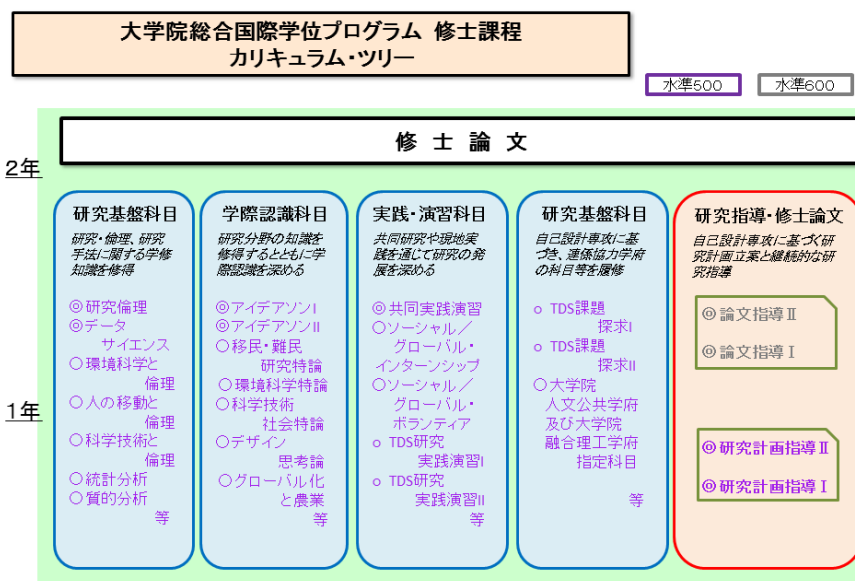 大学院総合国際学位プログラム 修士課程
カリキュラム・ツリー
水準500
水準600
修士論文
2年
1年
研究基盤科目
研究・倫理、研究
手法に関する学修
知識を修得
◎研究倫理
◎データ
サイエンス
〇環境科学と
倫理
〇人の移動と
倫理
〇科学技術と
倫理
〇統計分析
〇質的分析
等
学際認識科目
研究分野の知識を
修得するとともに学
際認識を深める
◎アイデアソンI
◎アイデアソンII
〇移民・難民
研究特論
〇環境科学特論
〇科学技術
社会特論
〇デザイン
思考論
〇グローバル化
と農業
等
実践・演習科目
共同研究や現地実
践を通じて研究の発
展を深める
◎共同実践演習
〇ソーシャル／
グローバル・
インターンシップ
〇ソーシャル／
グローバル・
ボランティア
o TDS研究
実践演習I
o TDS研究
実践演習II
等
研究基盤科目
自己設計専攻に基
づき、連係協力学府
の科目等を履修
o TDS課題
探求I
o TDS課題
探求II
〇大学院
人文公共学府
及び大学院
融合理工学府
指定科目
等
研究指導・修士論文
自己設計専攻に基づく研
究計画立案と継続的な研
究指導
◎論文指導Ⅱ
◎論文指導Ⅰ
◎研究計画指導Ⅱ
◎研究計画指導Ⅰ